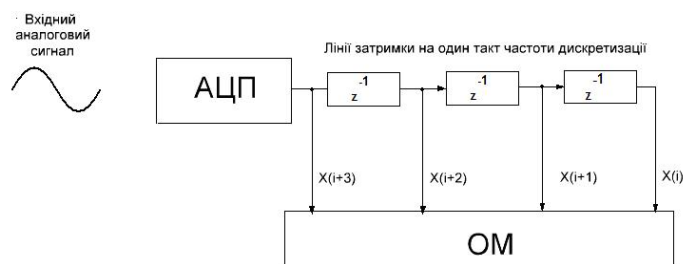 Вхідний
аналоговий
сигнал
Лінії затримки на один такт частоти дискретизації
АЦП
z⁻¹
z⁻¹
z⁻¹
X(i+3)
X(i+2)
X(i+1)
X(i)
ОМ